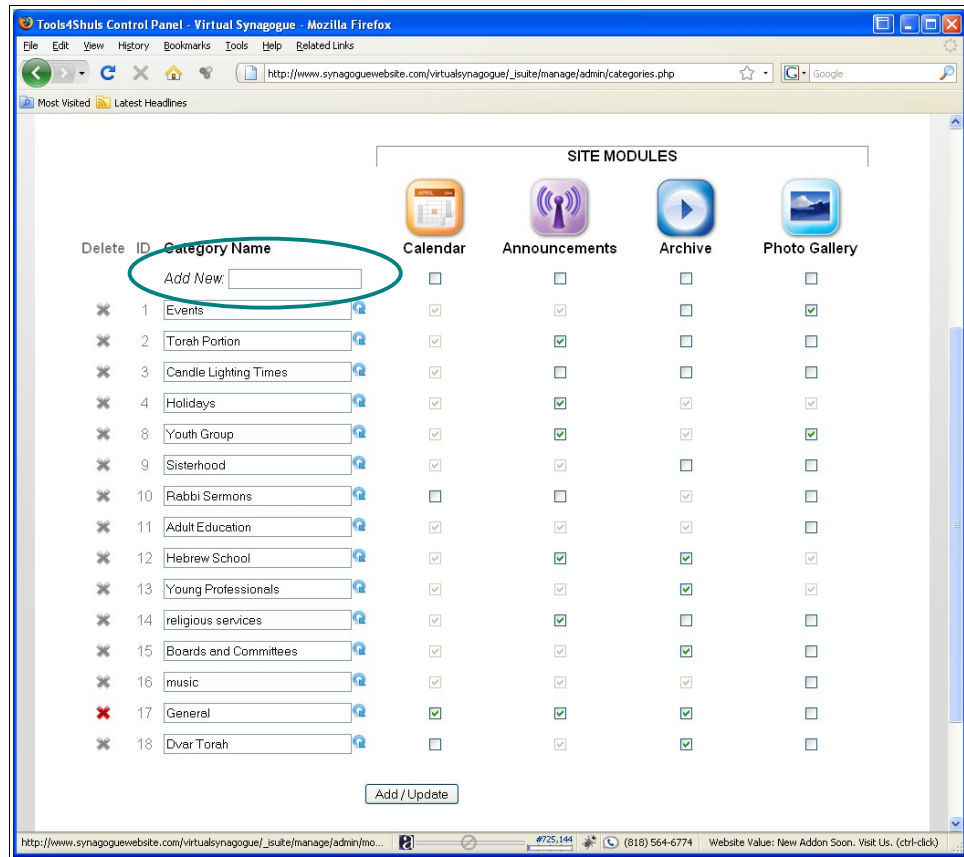 Tools4Shuls Control Panel - Virtual Synagogue - Mozilla Firefox
File Edit View History Bookmarks Tools Help Related Links
http://www.synagoguewebsite.com/virtualsynagogue/_isuite/manage/admin/categories.php
G Google
Most Visited Latest Headlines
SITE MODULES
APRIL
Delete ID Category Name Calendar Announcements Archive Photo Gallery
Add New:
1 Events
2 Torah Portion
3 Candle Lighting Times
4 Holidays
8 Youth Group
9 Sisterhood
10 Rabbi Sermons
11 Adult Education
12 Hebrew School
13 Young Professionals
14 religious services
15 Boards and Committees
16 music
17 General
18 Dvar Torah
Add / Update
http://www.synagoguewebsite.com/virtualsynagogue/_isuite/manage/admin/mo... #725,144 (818) 564-6774 Website Value: New Addon Soon. Visit Us. (ctrl-click)